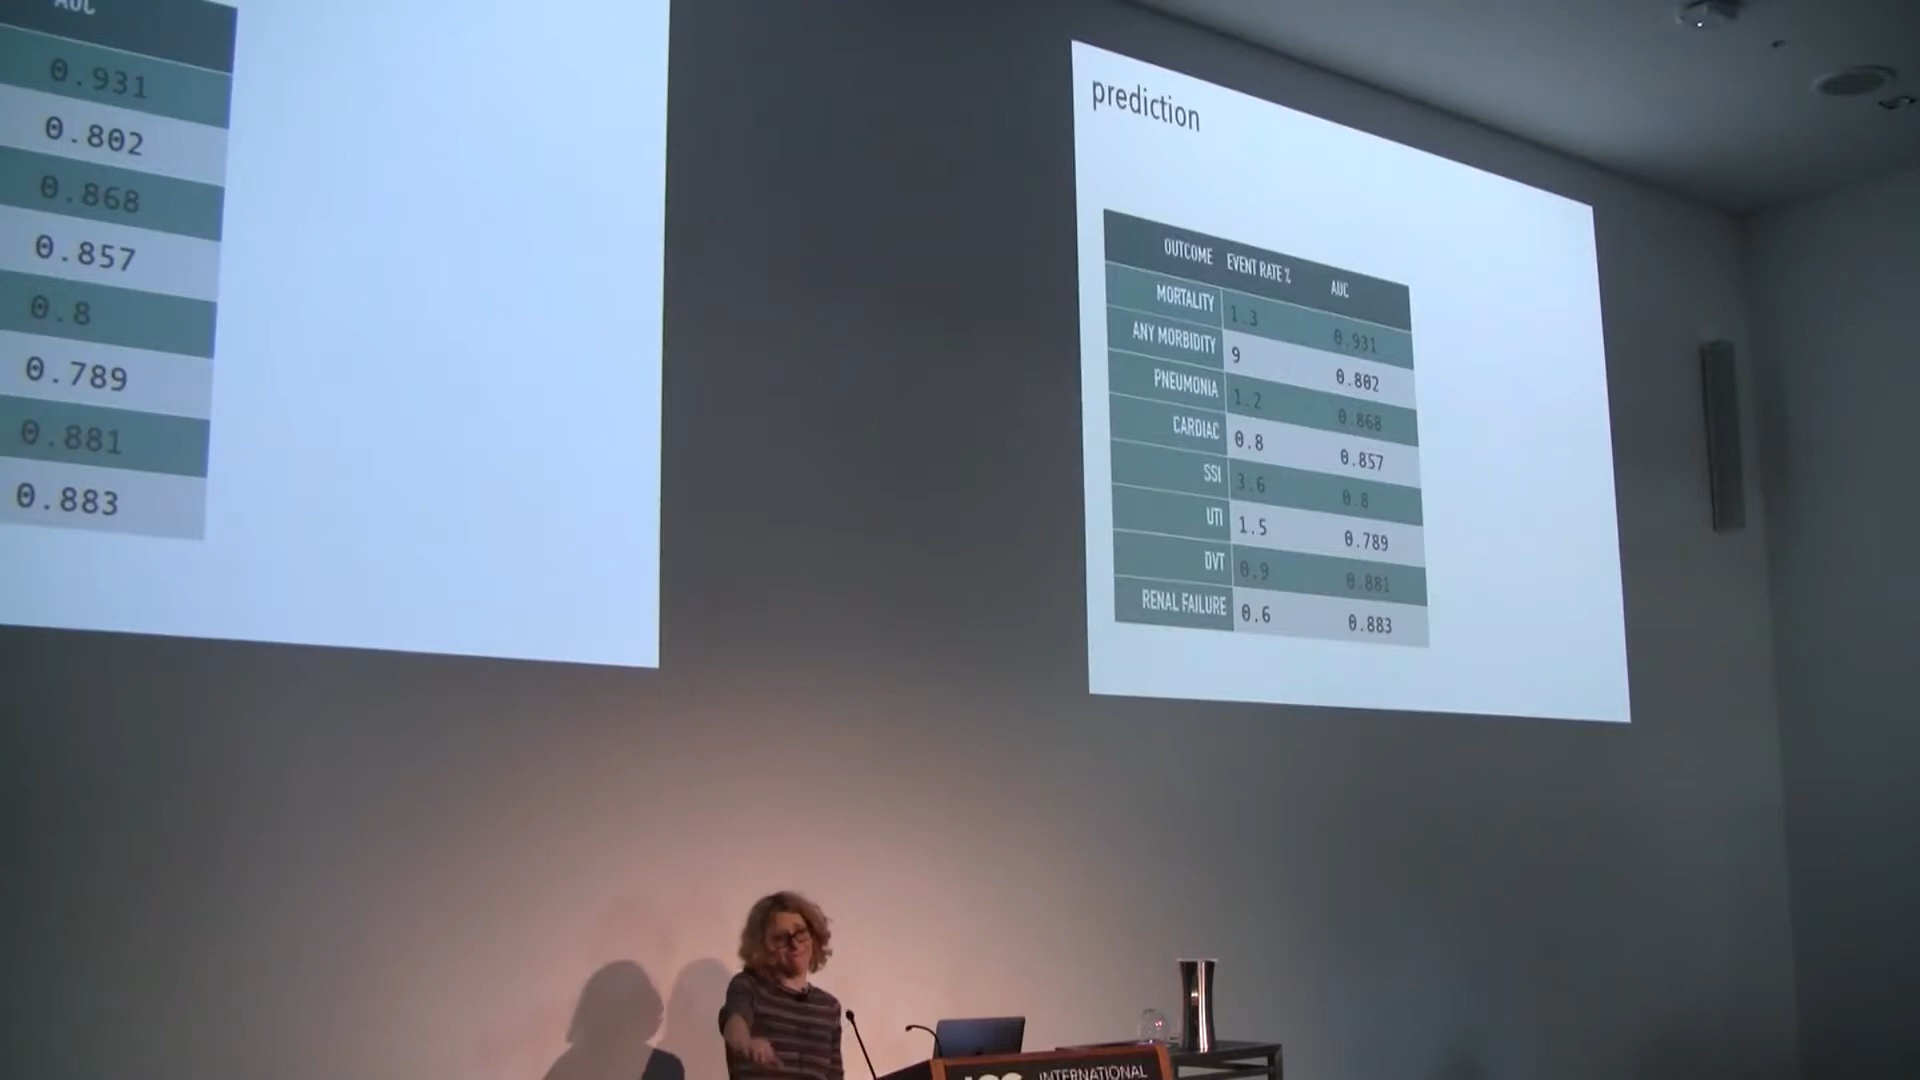 AUC
0.931
0.802
0.868
0.857
0.8
0.789
0.881
0.883
prediction
OUTCOME EVENT RATE % AUC
MORTALITY 1.3 0.931
ANY MORBIDITY 9 0.802
PNEUMONIA 1.2 0.868
CARDIAC 0.8 0.857
SSI 3.6 0.8
UTI 1.5 0.789
DVT 0.9 0.881
RENAL FAILURE 0.6 0.883
INTERNATIONAL